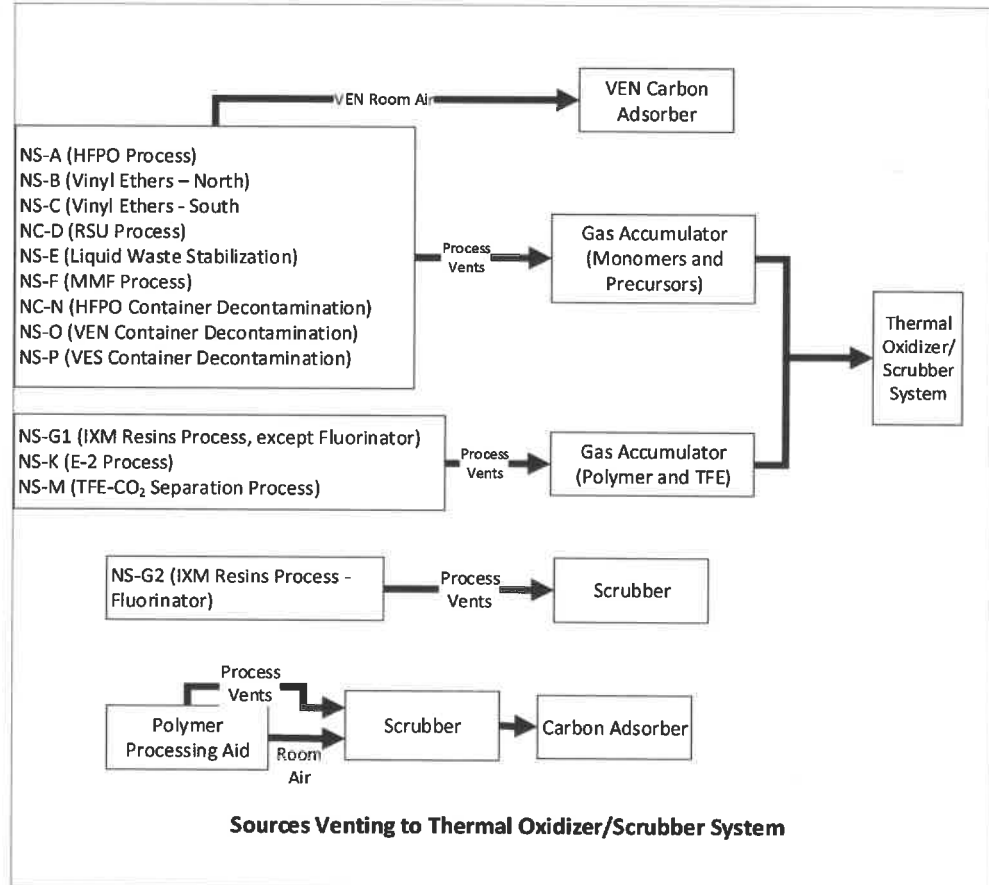 VEN Room Air
VEN Carbon
Adsorber
NS-A (HFPO Process)
NS-B (Vinyl Ethers – North)
NS-C (Vinyl Ethers - South
NC-D (RSU Process)
NS-E (Liquid Waste Stabilization)
NS-F (MMF Process)
NC-N (HFPO Container Decontamination)
NS-O (VEN Container Decontamination)
NS-P (VES Container Decontamination)
Process
Vents
Gas Accumulator
(Monomers and
Precursors)
Thermal
Oxidizer/
Scrubber
System
NS-G1 (IXM Resins Process, except Fluorinator)
NS-K (E-2 Process)
NS-M (TFE-CO₂ Separation Process)
Process
Vents
Gas Accumulator
(Polymer and TFE)
NS-G2 (IXM Resins Process -
Fluorinator)
Process
Vents
Scrubber
Process
Vents
Polymer
Processing Aid
Room
Air
Scrubber
Carbon Adsorber
Sources Venting to Thermal Oxidizer/Scrubber System